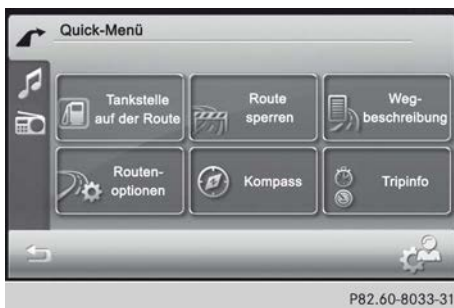 Quick-Menü
Tankstelle
auf der Route
Route
sperren
Weg-
beschreibung
Routen-
optionen
Kompass
Tripinfo
P82.60-8033-31